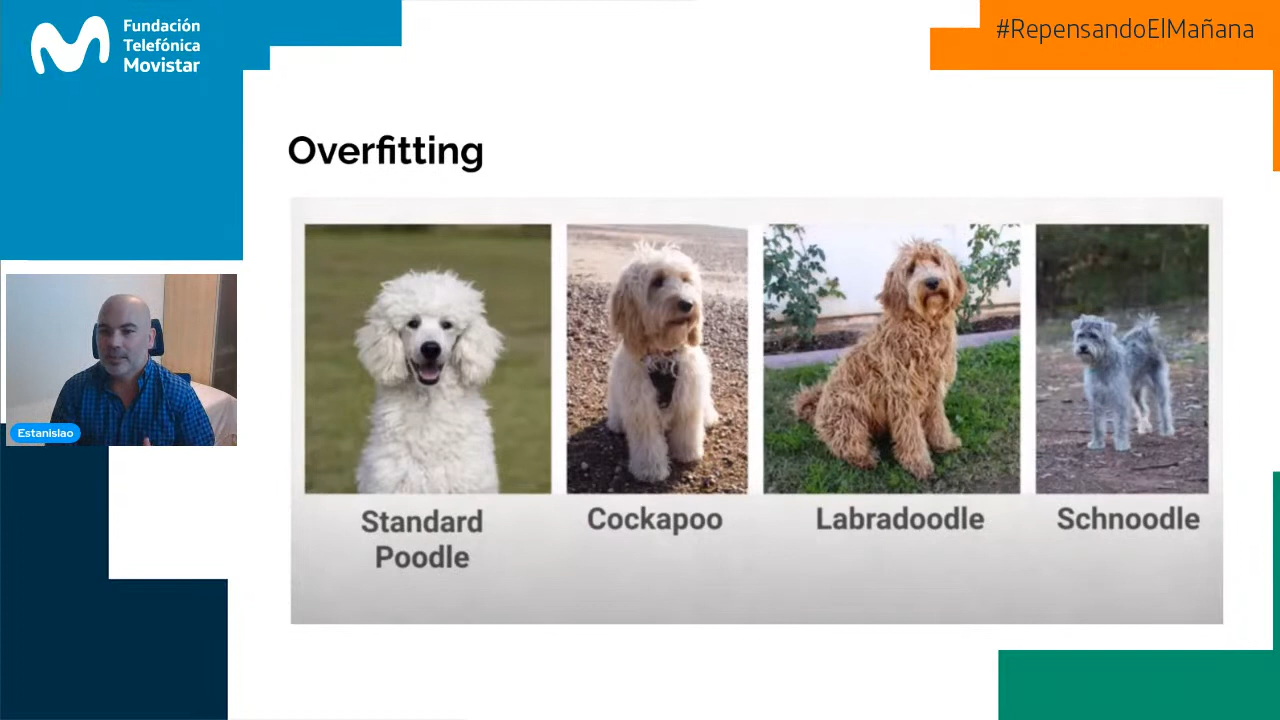 Fundación
Telefónica
Movistar
#RepensandoElMañana
Overfitting
Estanislao
Standard
Poodle
Cockapoo
Labradoodle
Schnoodle